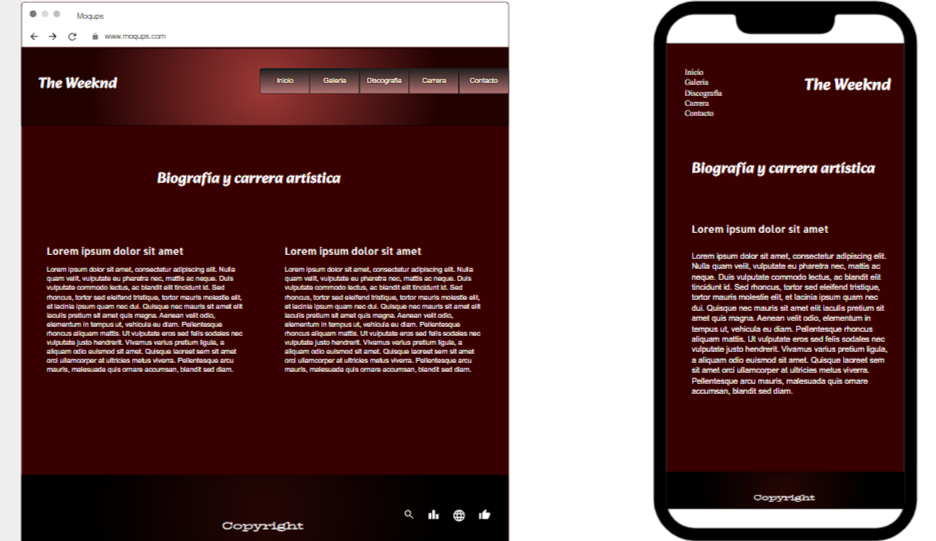 Moqups
www.moqups.com
The Weeknd
Inicio
Galeria
Discografia
Carrera
Contacto
Biografía y carrera artística
Lorem ipsum dolor sit amet
Lorem ipsum dolor sit amet, consectetur adipiscing elit. Nulla
quam velit, vulputate eu pharetra nec, mattis ac neque. Duis
vulputate commodo lectus, ac blandit elit tincidunt id. Sed
rhoncus, tortor sed eleifend tristique, tortor mauris molestie elit,
et lacinia ipsum quam nec dui. Quisque nec mauris sit amet elit
iaculis pretium sit amet quis magna. Aenean velit odio,
elementum in tempus ut, vehicula eu diam. Pellentesque
rhoncus aliquam mattis. Ut vulputate eros sed felis sodales nec
vulputate justo hendrerit. Vivamus varius pretium ligula, a
aliquam odio euismod sit amet. Quisque laoreet sem sit amet
orci ullamcorper at ultricies metus viverra. Pellentesque arcu
mauris, malesuada quis ornare accumsan, blandit sed diam.
Lorem ipsum dolor sit amet
Lorem ipsum dolor sit amet, consectetur adipiscing elit. Nulla
quam velit, vulputate eu pharetra nec, mattis ac neque. Duis
vulputate commodo lectus, ac blandit elit tincidunt id. Sed
rhoncus, tortor sed eleifend tristique, tortor mauris molestie elit,
et lacinia ipsum quam nec dui. Quisque nec mauris sit amet elit
iaculis pretium sit amet quis magna. Aenean velit odio,
elementum in tempus ut, vehicula eu diam. Pellentesque
rhoncus aliquam mattis. Ut vulputate eros sed felis sodales nec
vulputate justo hendrerit. Vivamus varius pretium ligula, a
aliquam odio euismod sit amet. Quisque laoreet sem sit amet
orci ullamcorper at ultricies metus viverra. Pellentesque arcu
mauris, malesuada quis ornare accumsan, blandit sed diam.
Copyright
Inicio
Galeria
Discografia
Carrera
Contacto
The Weeknd
Biografía y carrera artística
Lorem ipsum dolor sit amet
Lorem ipsum dolor sit amet, consectetur adipiscing elit.
Nulla quam velit, vulputate eu pharetra nec, mattis ac
neque. Duis vulputate commodo lectus, ac blandit elit
tincidunt id. Sed rhoncus, tortor sed eleifend tristique,
tortor mauris molestie elit, et lacinia ipsum quam nec
dui. Quisque nec mauris sit amet elit iaculis pretium sit
amet quis magna. Aenean velit odio, elementum in
tempus ut, vehicula eu diam. Pellentesque rhoncus
aliquam mattis. Ut vulputate eros sed felis sodales nec
vulputate justo hendrerit. Vivamus varius pretium ligula,
a aliquam odio euismod sit amet. Quisque laoreet sem
sit amet orci ullamcorper at ultricies metus viverra.
Pellentesque arcu mauris, malesuada quis ornare
accumsan, blandit sed diam.
Copyright